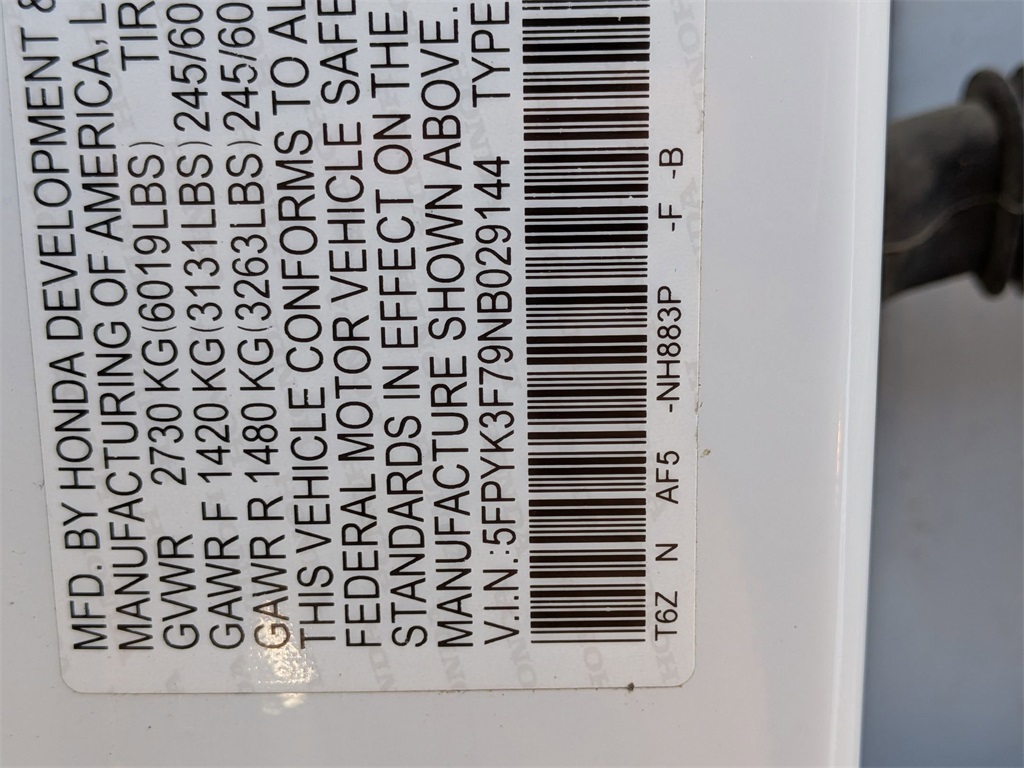 MFD. BY HONDA DEVELOPMENT &
MANUFACTURING OF AMERICA, L
TIR
GVWR 2730 KG(6019LBS)
GAWR F 1420 KG(3131LBS) 245/60
GAWR R 1480 KG(3263LBS) 245/60
THIS VEHICLE CONFORMS TO AL
FEDERAL MOTOR VEHICLE SAFE
STANDARDS IN EFFECT ON THE
MANUFACTURE SHOWN ABOVE.
V.I.N.:5FPYK3F79NB029144 TYPE
T6Z N AF5 -NH883P -F -B